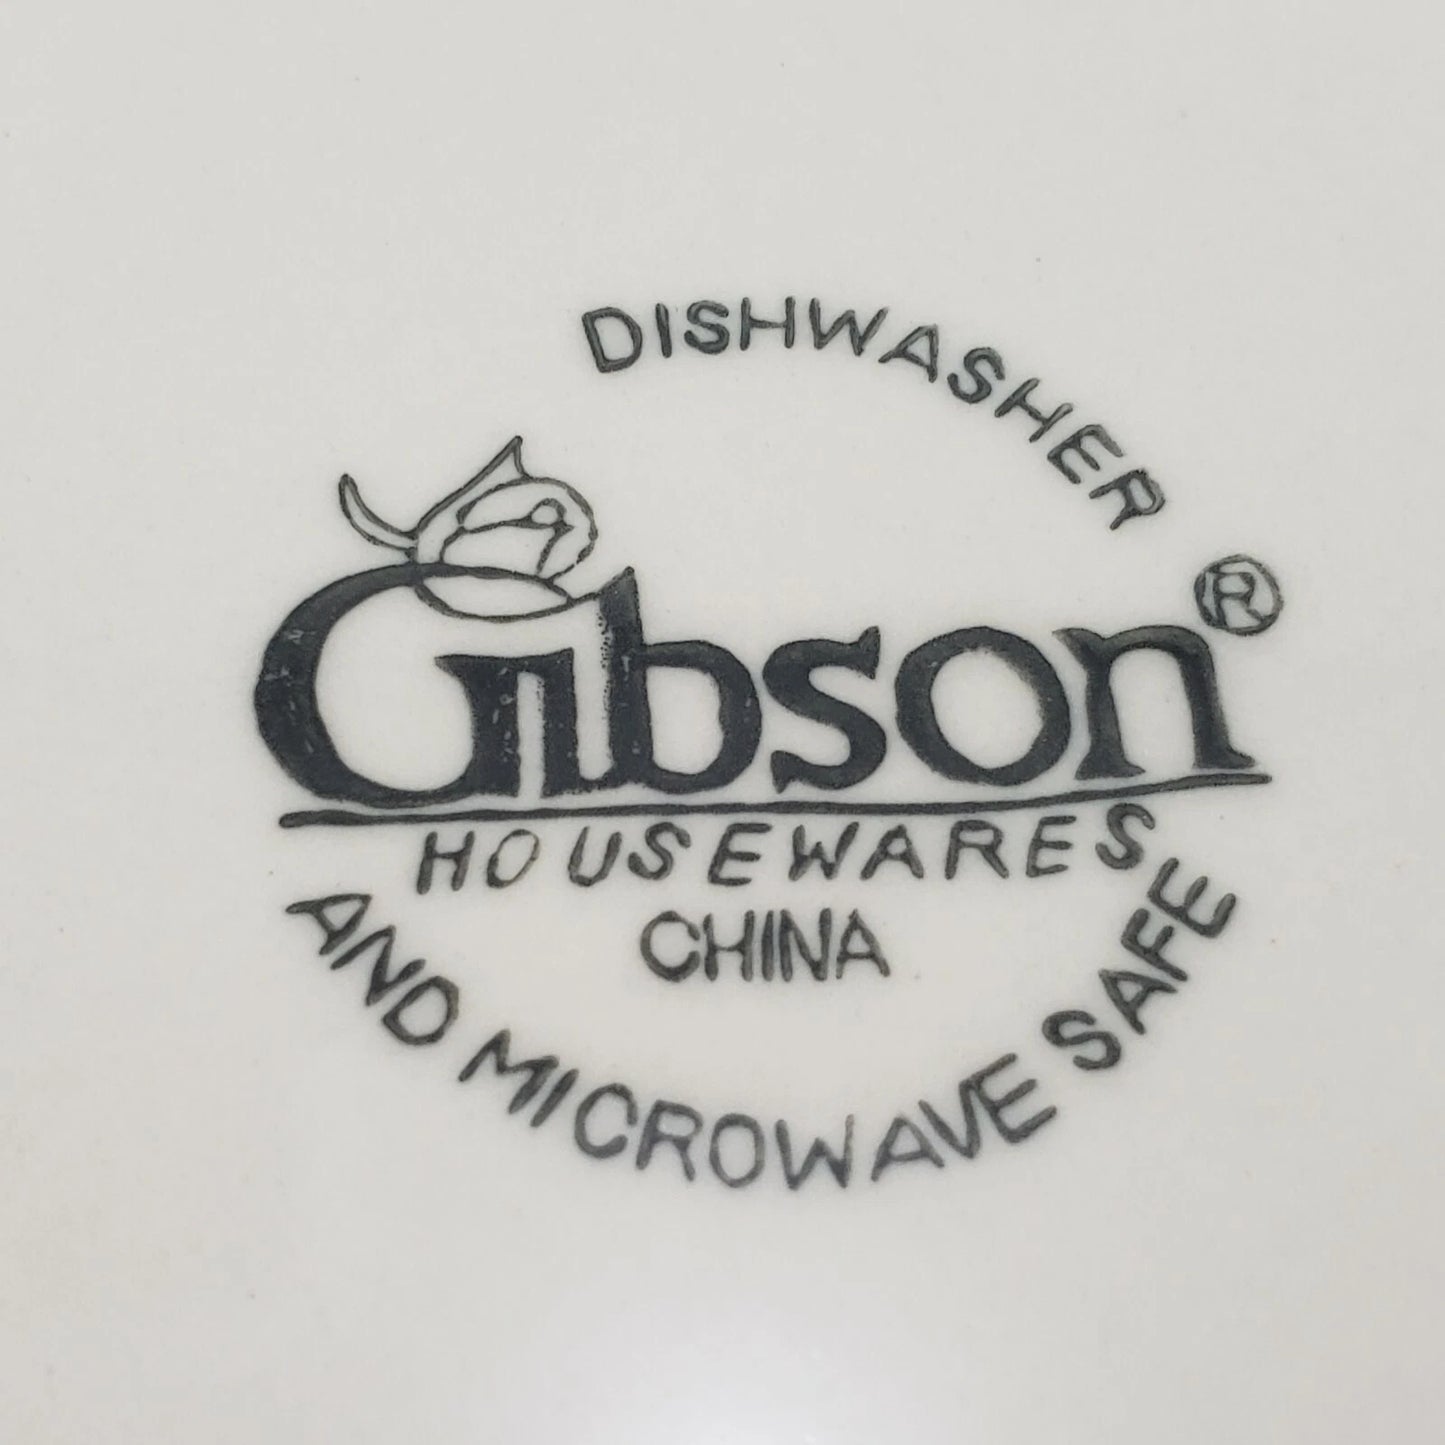 DISHWASHER
Gibson®
HOUSEWARES
CHINA
AND MICROWAVE SAFE